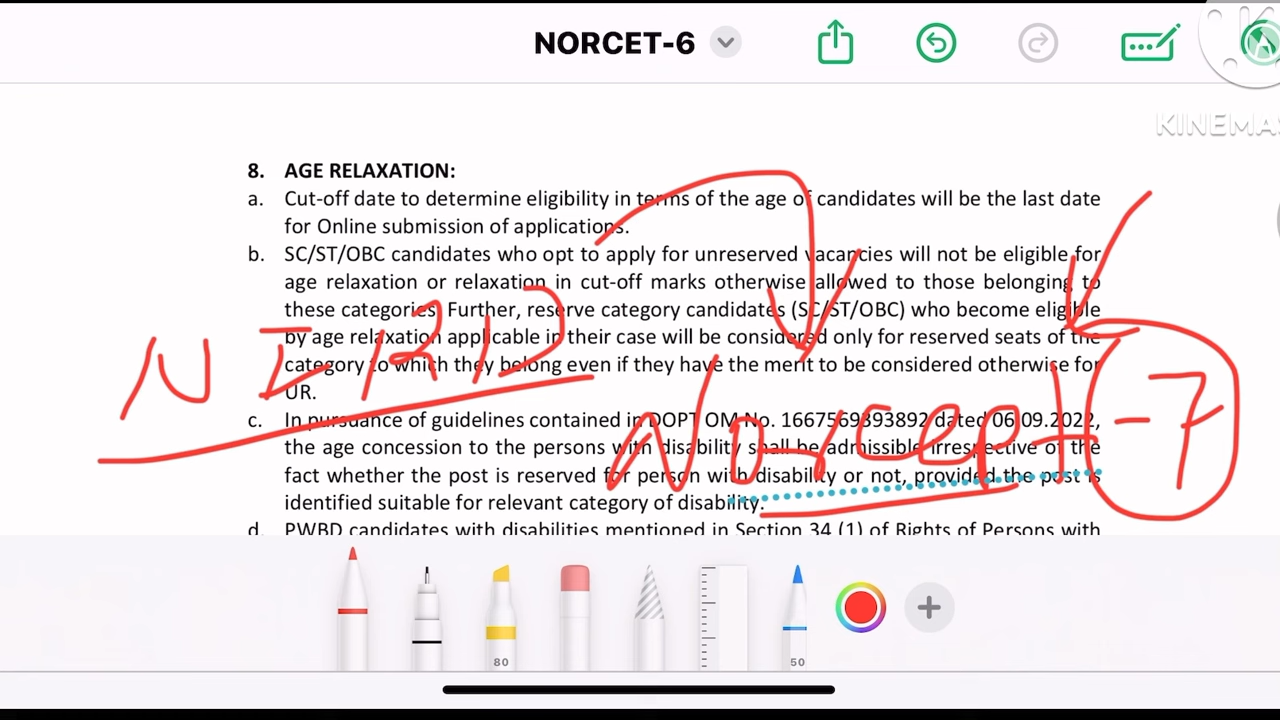 NORCET-6
KINEMA
8. AGE RELAXATION:
a. Cut-off date to determine eligibility in terms of the age of candidates will be the last date
for Online submission of applications.
b. SC/ST/OBC candidates who opt to apply for unreserved vacancies will not be eligible for
age relaxation or relaxation in cut-off marks otherwise allowed to those belonging to
these categories. Further, reserve category candidates (SC/ST/OBC) who become eligible
by age relaxation applicable in their case will be considered only for reserved seats of the
category to which they belong even if they have the merit to be considered otherwise for
UR.
c. In pursuance of guidelines contained in DOPT OM No. 1667569393892 dated 06.09.2022,
the age concession to the persons with disability shall be admissible irrespective of the
fact whether the post is reserved for person with disability or not, provided the post is
identified suitable for relevant category of disability.
d. PWBD candidates with disabilities mentioned in Section 34 (1) of Rights of Persons with
-7
80
50